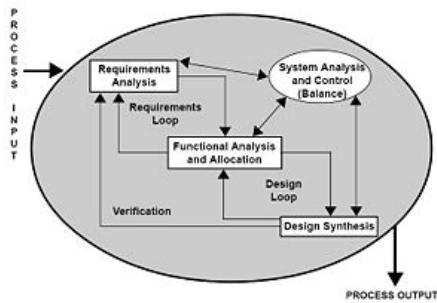 PROCESS INPUT
Requirements
Analysis
System Analysis
and Control
(Balance)
Requirements
Loop
Functional Analysis
and Allocation
Design
Loop
Verification
Design Synthesis
PROCESS OUTPUT